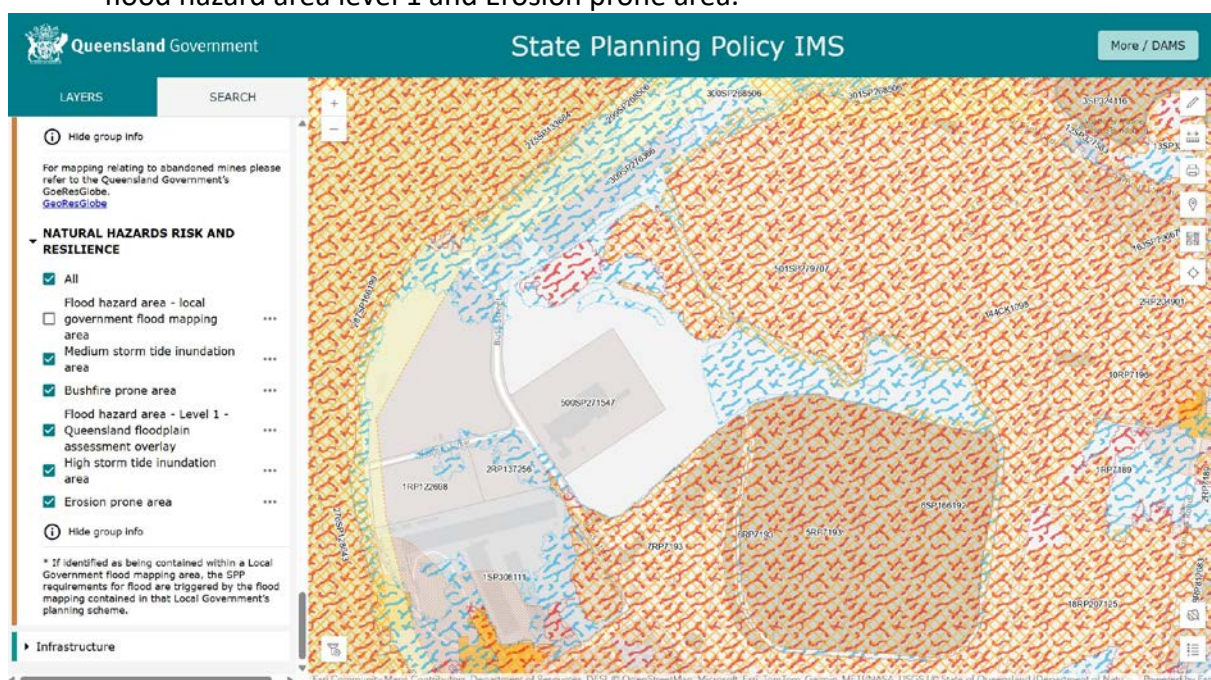 flood hazard area level 1 and Erosion prone area.
Queensland Government
State Planning Policy IMS
More / DAMS
LAYERS
SEARCH
Hide group info
For mapping relating to abandoned mines please
refer to the Queensland Government's
GoeResGlobe.
GeoResGlobe
NATURAL HAZARDS RISK AND
RESILIENCE
All
Flood hazard area - local
government flood mapping
area
Medium storm tide inundation
area
Bushfire prone area
Flood hazard area - Level 1 -
Queensland floodplain
assessment overlay
High storm tide inundation
area
Erosion prone area
Hide group info
* If identified as being contained within a Local
Government flood mapping area, the SPP
requirements for flood are triggered by the flood
mapping contained in that Local Government's
planning scheme.
Infrastructure
300SP268506
301SP268506
3SP324116
501SP279707
144CK1098
2RP204901
10RP7196
500SP271547
2RP137256
1RP122608
1RP7189
6SP166192
6RP7193
5RP7193
7RP7193
1SP306111
18RP207125